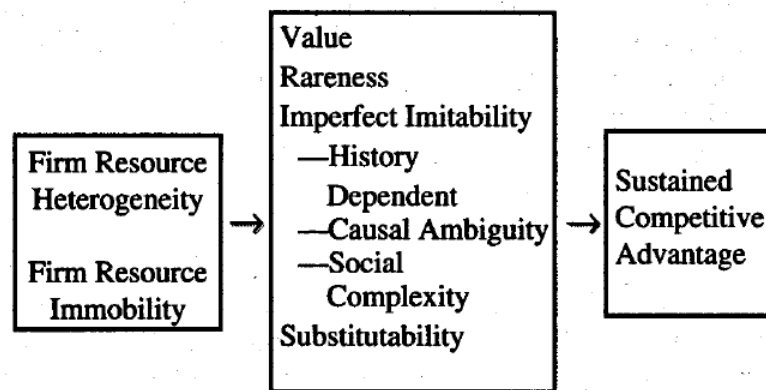 Firm Resource
Heterogeneity
Firm Resource
Immobility
Value
Rareness
Imperfect Imitability
—History
Dependent
—Causal Ambiguity
—Social
Complexity
Substitutability
Sustained
Competitive
Advantage